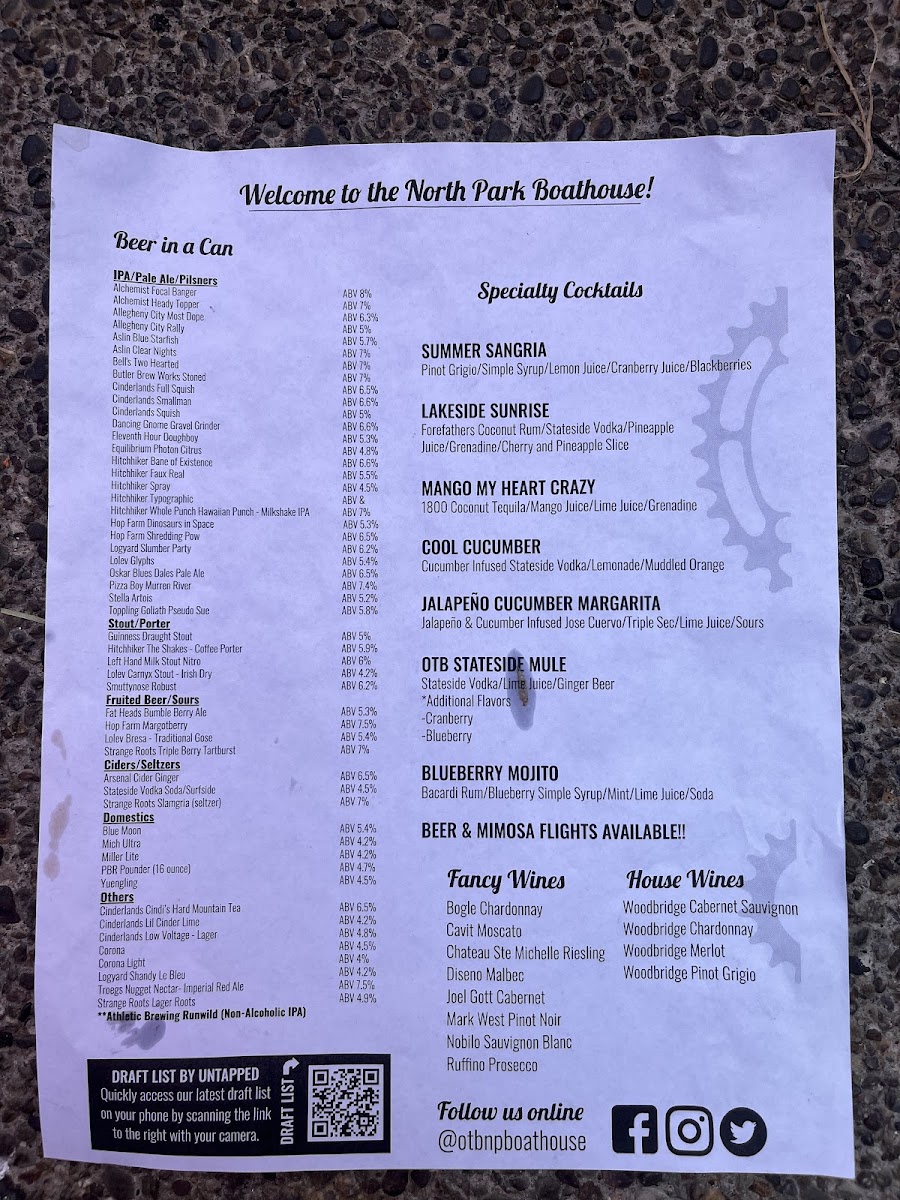 Welcome to the North Park Boathouse!
Beer in a Can
IPA/Pale Ale/Pilsners
Alchemist Focal Banger ABV 8%
Alchemist Heady Topper ABV 7%
Allegheny City Most Dope ABV 6.3%
Allegheny City Rally ABV 5%
Aslin Blue Starfish ABV 5.7%
Aslin Clear Nights ABV 7%
Bell's Two Hearted ABV 7%
Butler Brew Works Stoned ABV 7%
Cinderlands Full Squish ABV 6.5%
Cinderlands Smallman ABV 6.6%
Cinderlands Squish ABV 5%
Dancing Gnome Gravel Grinder ABV 6.6%
Eleventh Hour Doughboy ABV 5.3%
Equilibrium Photon Citrus ABV 4.8%
Hitchhiker Bane of Existence ABV 6.6%
Hitchhiker Faux Real ABV 5.5%
Hitchhiker Spray ABV 4.5%
Hitchhiker Typographic ABV &
Hitchhiker Whole Punch Hawaiian Punch - Milkshake IPA ABV 7%
Hop Farm Dinosaurs in Space ABV 5.3%
Hop Farm Shredding Pow ABV 6.5%
Logyard Slumber Party ABV 6.2%
Lolev Glyphs ABV 5.4%
Oskar Blues Dales Pale Ale ABV 6.5%
Pizza Boy Murren River ABV 7.4%
Stella Artois ABV 5.2%
Toppling Goliath Pseudo Sue ABV 5.8%
Stout/Porter
Guinness Draught Stout ABV 5%
Hitchhiker The Shakes - Coffee Porter ABV 5.9%
Left Hand Milk Stout Nitro ABV 6%
Lolev Carnyx Stout - Irish Dry ABV 4.2%
Smuttynose Robust ABV 6.2%
Fruited Beer/Sours
Fat Heads Bumble Berry Ale ABV 5.3%
Hop Farm Margotberry ABV 7.5%
Lolev Bresa - Traditional Gose ABV 5.4%
Strange Roots Triple Berry Tartburst ABV 7%
Ciders/Seltzers
Arsenal Cider Ginger ABV 6.5%
Stateside Vodka Soda/Surfside ABV 4.5%
Strange Roots Slamgria (seltzer) ABV 7%
Domestics
Blue Moon ABV 5.4%
Mich Ultra ABV 4.2%
Miller Lite ABV 4.2%
PBR Pounder (16 ounce) ABV 4.7%
Yuengling ABV 4.5%
Others
Cinderlands Cindi's Hard Mountain Tea ABV 6.5%
Cinderlands Lil Cinder Lime ABV 4.2%
Cinderlands Low Voltage - Lager ABV 4.8%
Corona ABV 4.5%
Corona Light ABV 4%
Logyard Shandy Le Bleu ABV 4.2%
Troegs Nugget Nectar- Imperial Red Ale ABV 7.5%
Strange Roots Lager Roots ABV 4.9%
**Athletic Brewing Runwild (Non-Alcoholic IPA)
DRAFT LIST BY UNTAPPED
Quickly access our latest draft list
on your phone by scanning the link
to the right with your camera.
DRAFT LIST
Specialty Cocktails
SUMMER SANGRIA
Pinot Grigio/Simple Syrup/Lemon Juice/Cranberry Juice/Blackberries
LAKESIDE SUNRISE
Forefathers Coconut Rum/Stateside Vodka/Pineapple
Juice/Grenadine/Cherry and Pineapple Slice
MANGO MY HEART CRAZY
1800 Coconut Tequila/Mango Juice/Lime Juice/Grenadine
COOL CUCUMBER
Cucumber Infused Stateside Vodka/Lemonade/Muddled Orange
JALAPEÑO CUCUMBER MARGARITA
Jalapeño & Cucumber Infused Jose Cuervo/Triple Sec/Lime Juice/Sours
OTB STATESIDE MULE
Stateside Vodka/Lime Juice/Ginger Beer
*Additional Flavors
-Cranberry
-Blueberry
BLUEBERRY MOJITO
Bacardi Rum/Blueberry Simple Syrup/Mint/Lime Juice/Soda
BEER & MIMOSA FLIGHTS AVAILABLE!!
Fancy Wines
Bogle Chardonnay
Cavit Moscato
Chateau Ste Michelle Riesling
Diseno Malbec
Joel Gott Cabernet
Mark West Pinot Noir
Nobilo Sauvignon Blanc
Ruffino Prosecco
House Wines
Woodbridge Cabernet Sauvignon
Woodbridge Chardonnay
Woodbridge Merlot
Woodbridge Pinot Grigio
Follow us online
@otbnpboathouse